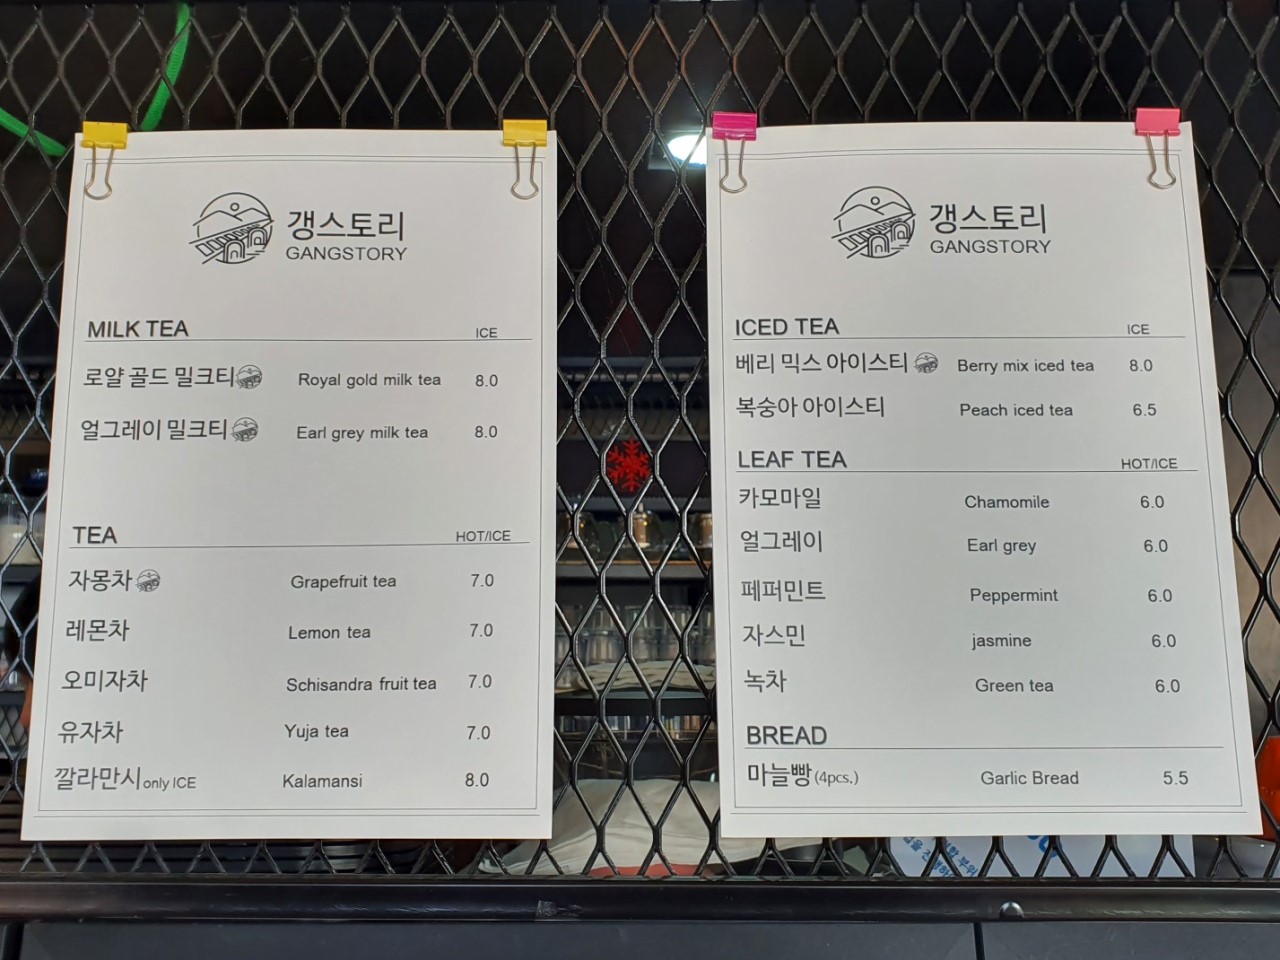 갱스토리
GANGSTORY
MILK TEA ICE
로얄 골드 밀크티 Royal gold milk tea 8.0
얼그레이 밀크티 Earl grey milk tea 8.0
TEA HOT/ICE
자몽차 Grapefruit tea 7.0
레몬차 Lemon tea 7.0
오미자차 Schisandra fruit tea 7.0
유자차 Yuja tea 7.0
깔라만시 only ICE Kalamansi 8.0
갱스토리
GANGSTORY
ICED TEA ICE
베리 믹스 아이스티 Berry mix iced tea 8.0
복숭아 아이스티 Peach iced tea 6.5
LEAF TEA HOT/ICE
카모마일 Chamomile 6.0
얼그레이 Earl grey 6.0
페퍼민트 Peppermint 6.0
자스민 jasmine 6.0
녹차 Green tea 6.0
BREAD
마늘빵 (4pcs.) Garlic Bread 5.5